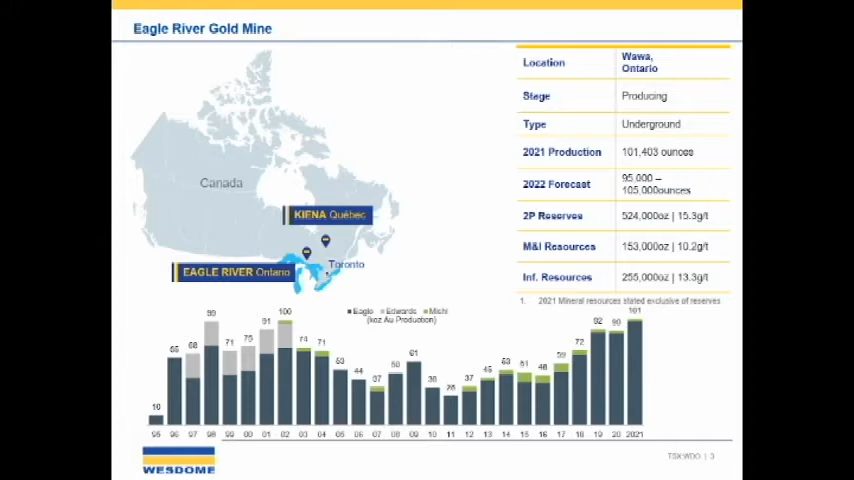 Eagle River Gold Mine
Canada
KIENA Québec
EAGLE RIVER Ontario
Toronto
Location
Wawa,
Ontario
Stage
Producing
Type
Underground
2021 Production
101,403 ounces
2022 Forecast
95,000 –
105,000ounces
2P Reserves
524,000oz | 15.3g/t
M&I Resources
153,000oz | 10.2g/t
Inf. Resources
255,000oz | 13.3g/t
1. 2021 Mineral resources stated exclusive of reserves
Eagle Edwards Mishi
(koz Au Production)
10 68 71 75 91 100 74 71 53 44 37 61 37 45 53 51 48 59 72 92 90 101
95 96 97 98 99 00 01 02 03 04 05 06 07 08 09 10 11 12 13 14 15 16 17 18 19 20 2021
WESDOME
TSX:WDO | 3